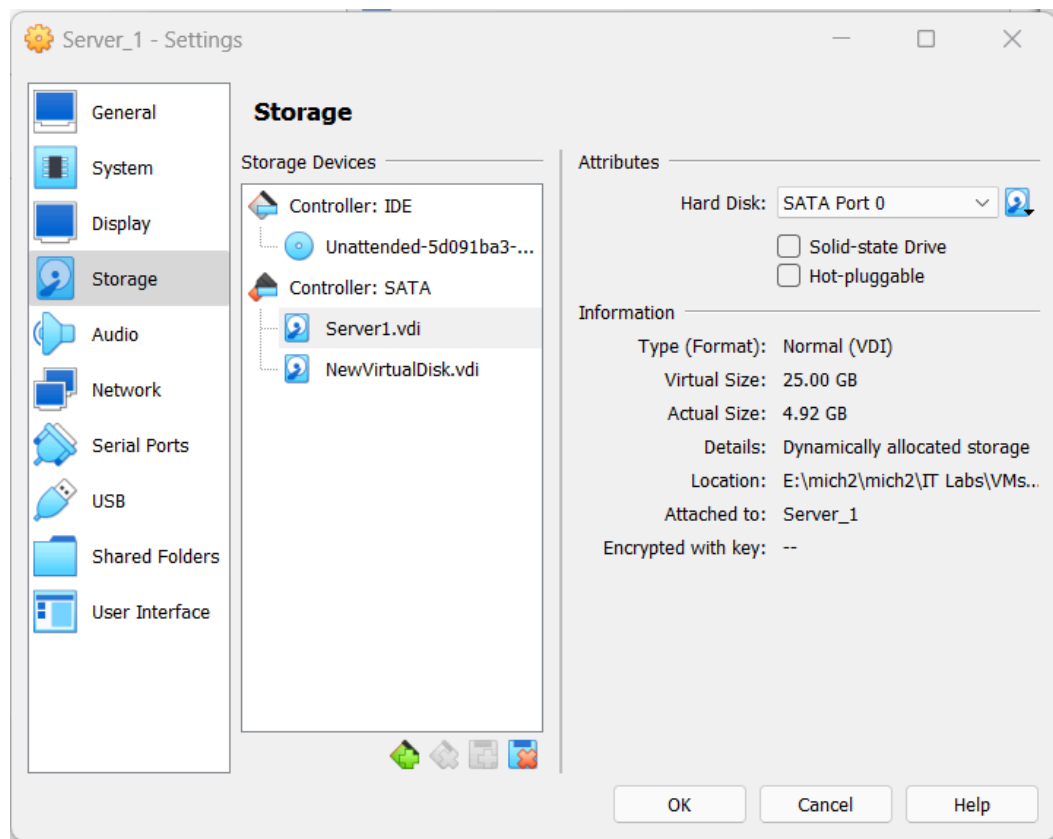 Server_1 - Settings
General
System
Display
Storage
Audio
Network
Serial Ports
USB
Shared Folders
User Interface
Storage
Storage Devices
Controller: IDE
Unattended-5d091ba3-...
Controller: SATA
Server1.vdi
NewVirtualDisk.vdi
Attributes
Hard Disk: SATA Port 0
Solid-state Drive
Hot-pluggable
Information
Type (Format): Normal (VDI)
Virtual Size: 25.00 GB
Actual Size: 4.92 GB
Details: Dynamically allocated storage
Location: E:\mich2\mich2\IT Labs\VMs...
Attached to: Server_1
Encrypted with key: --
OK Cancel Help